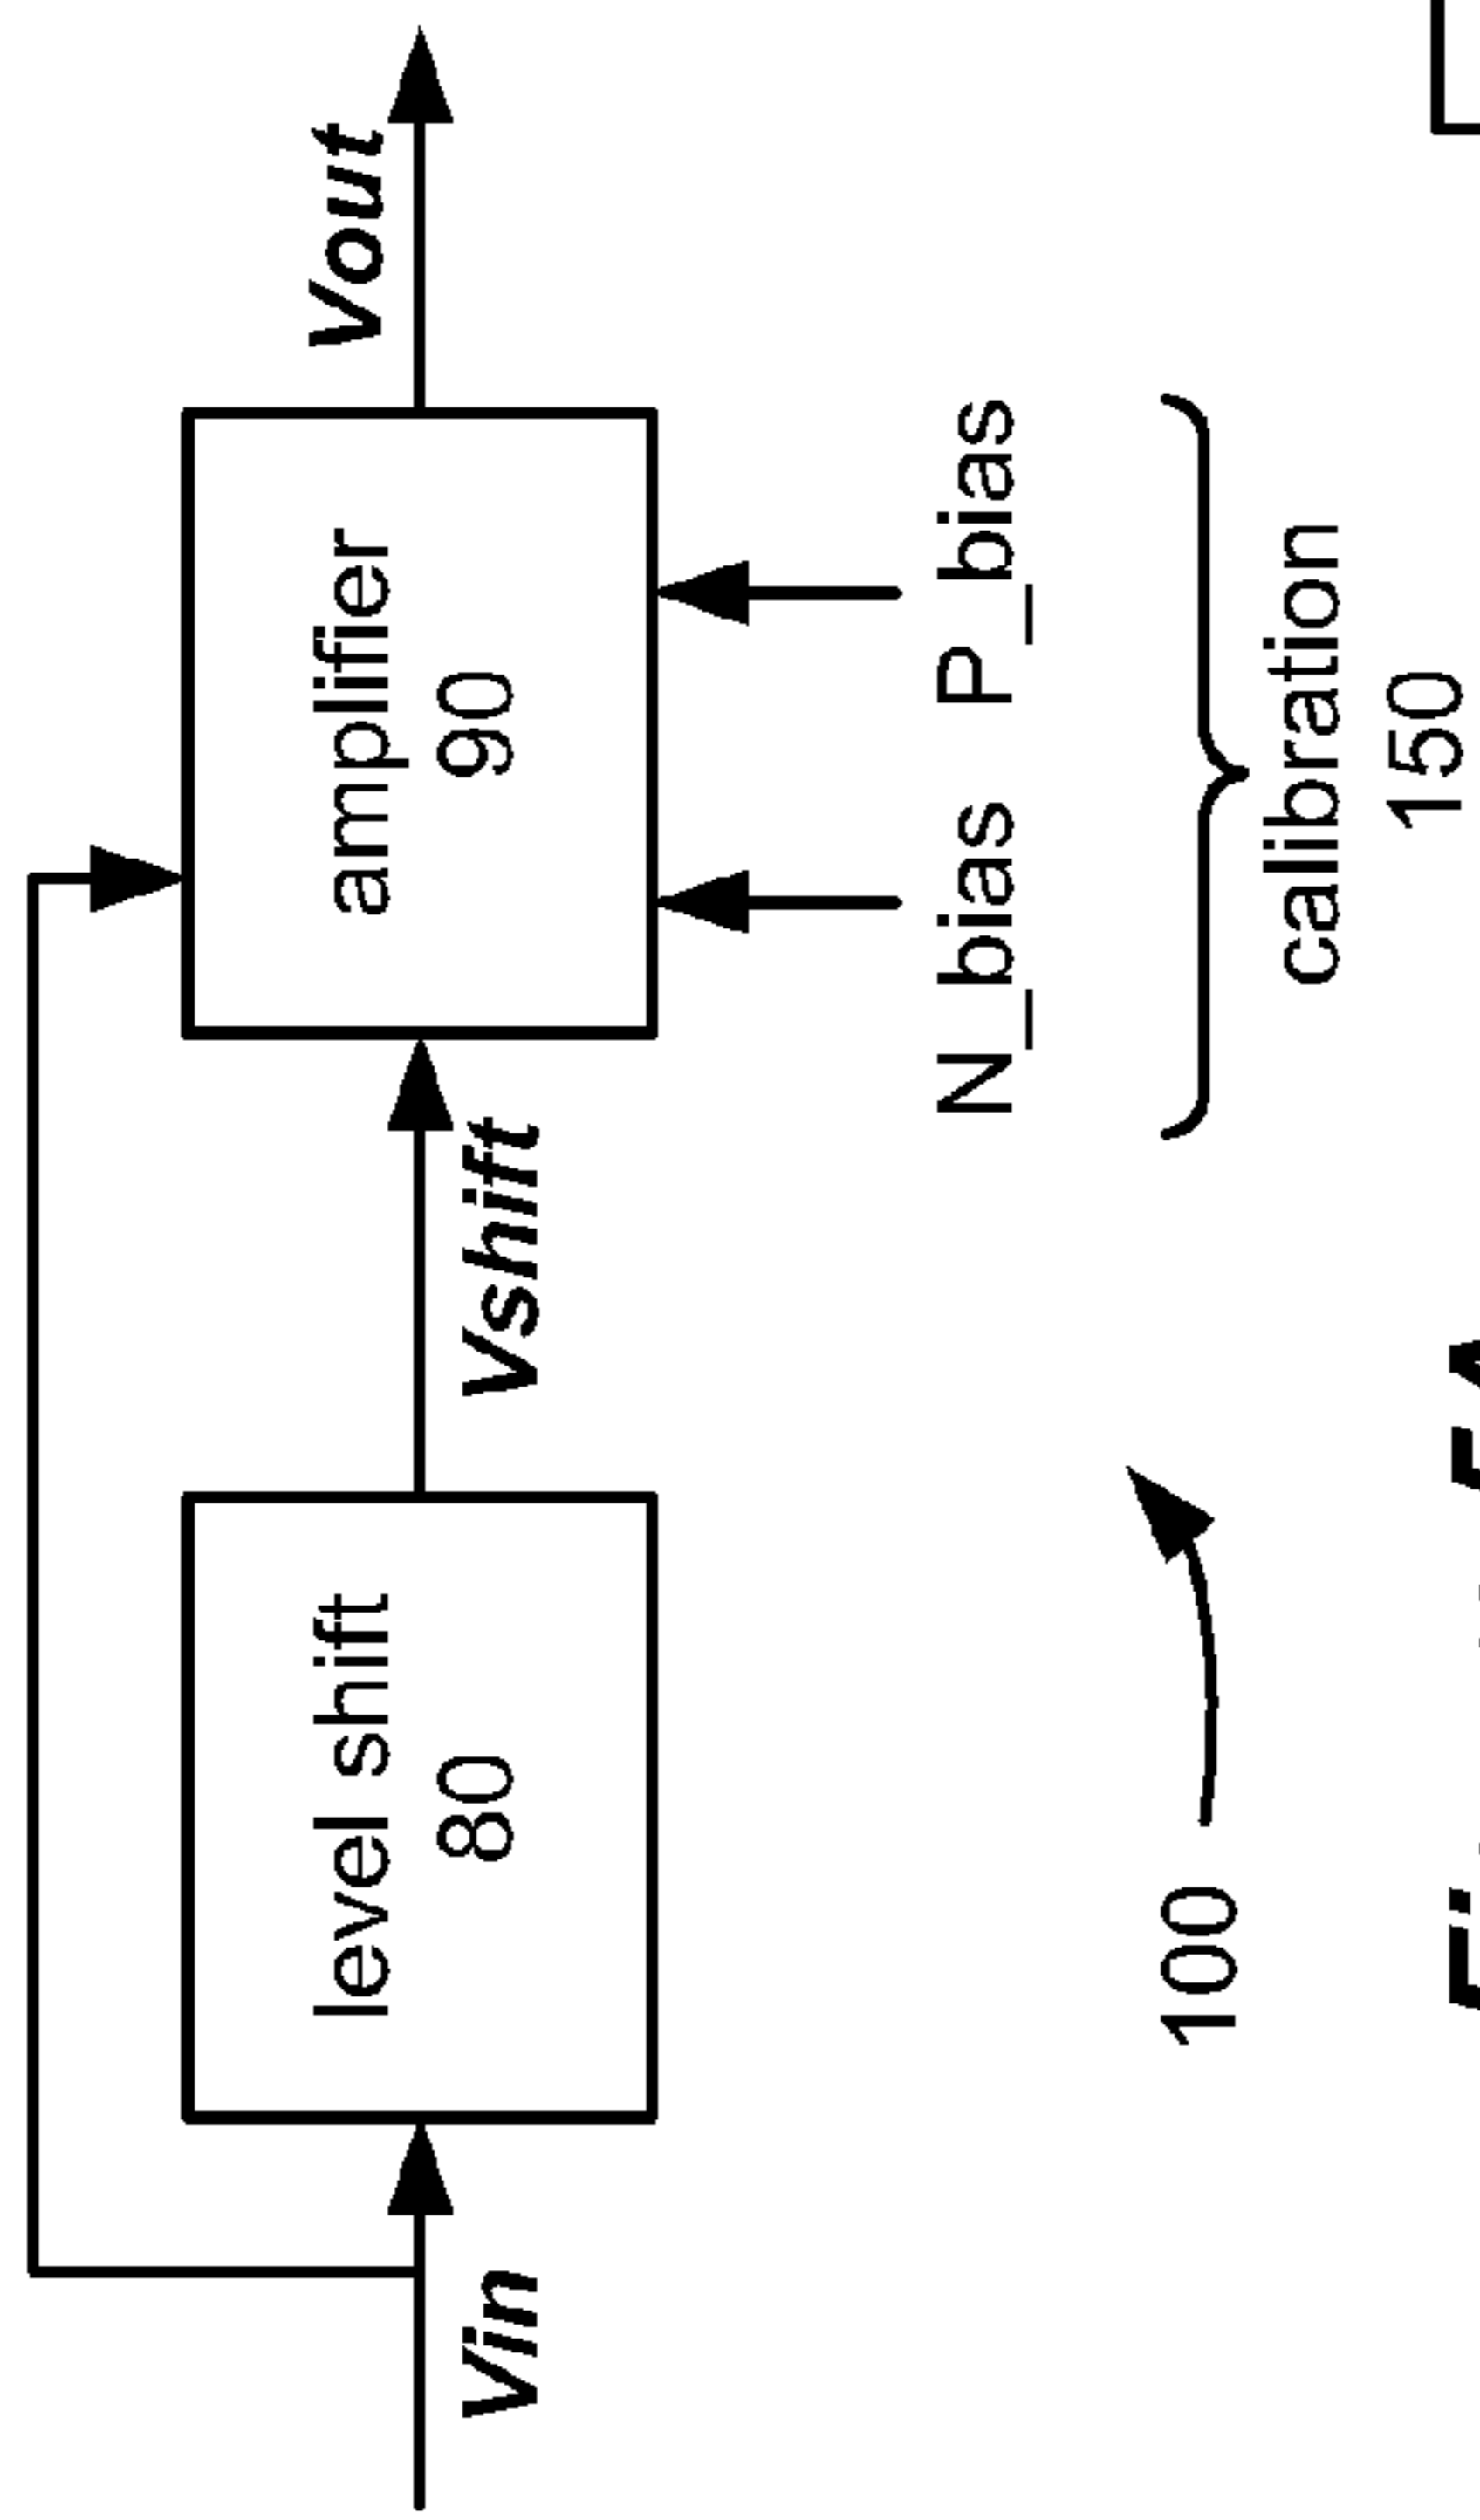 Vin
level shift
80
Vshift
amplifier
90
Vout
N_bias P_bias
calibration
150
100